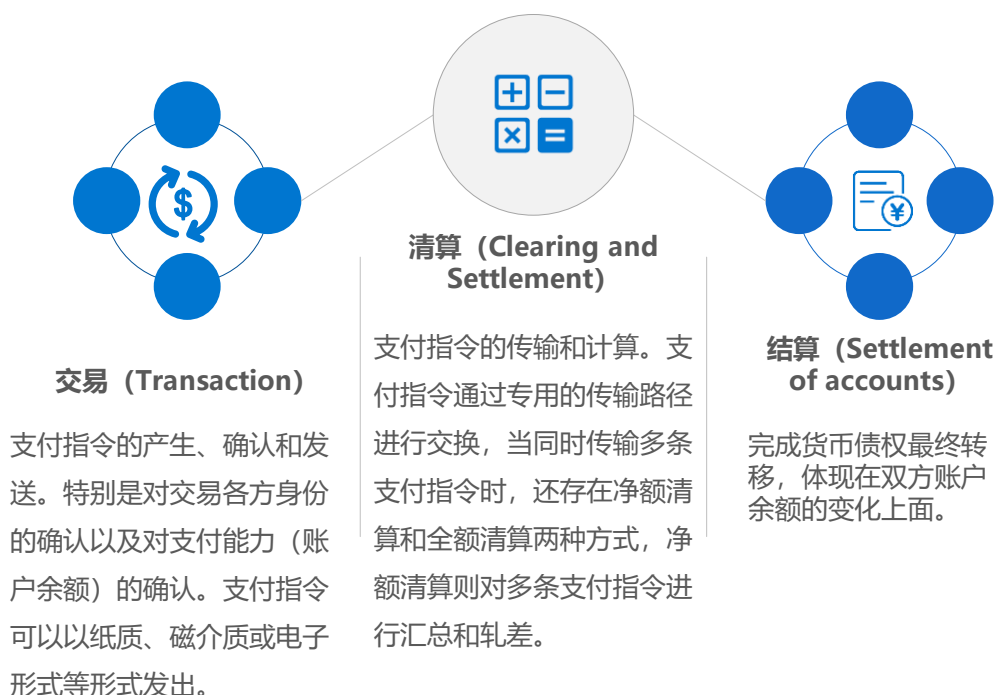 交易（Transaction）
支付指令的产生、确认和发
送。特别是对交易各方身份
的确认以及对支付能力（账
户余额）的确认。支付指令
可以以纸质、磁介质或电子
形式等形式发出。
清算（Clearing and
Settlement）
支付指令的传输和计算。支
付指令通过专用的传输路径
进行交换，当同时传输多条
支付指令时，还存在净额清
算和全额清算两种方式，净
额清算则对多条支付指令进
行汇总和轧差。
结算（Settlement
of accounts）
完成货币债权最终转
移，体现在双方账户
余额的变化上面。